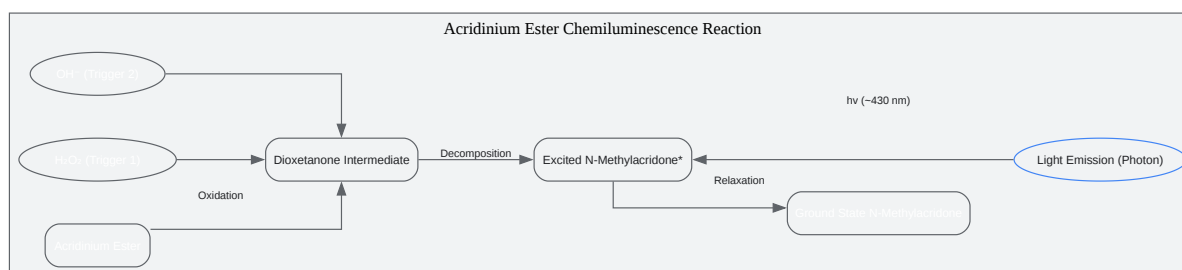 Acridinium Ester Chemiluminescence Reaction
OH⁻ (Trigger 2)
hv (~430 nm)
H₂O₂ (Trigger 1)
Dioxetanone Intermediate
Decomposition
Excited N-Methylacridone*
Light Emission (Photon)
Oxidation
Relaxation
Ground State N-Methylacridone
Acridinium Ester